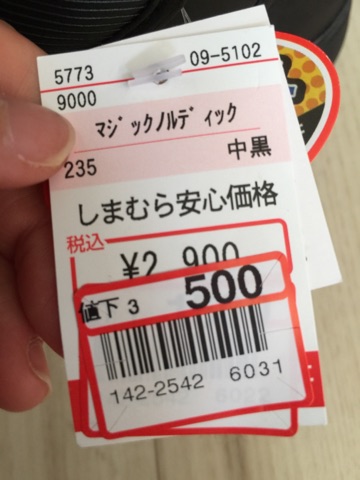 5773
09-5102
9000
マジックノルディック
235
中黒
しまむら安心価格
税込
¥2,900
値下3
500
142-2542 6031